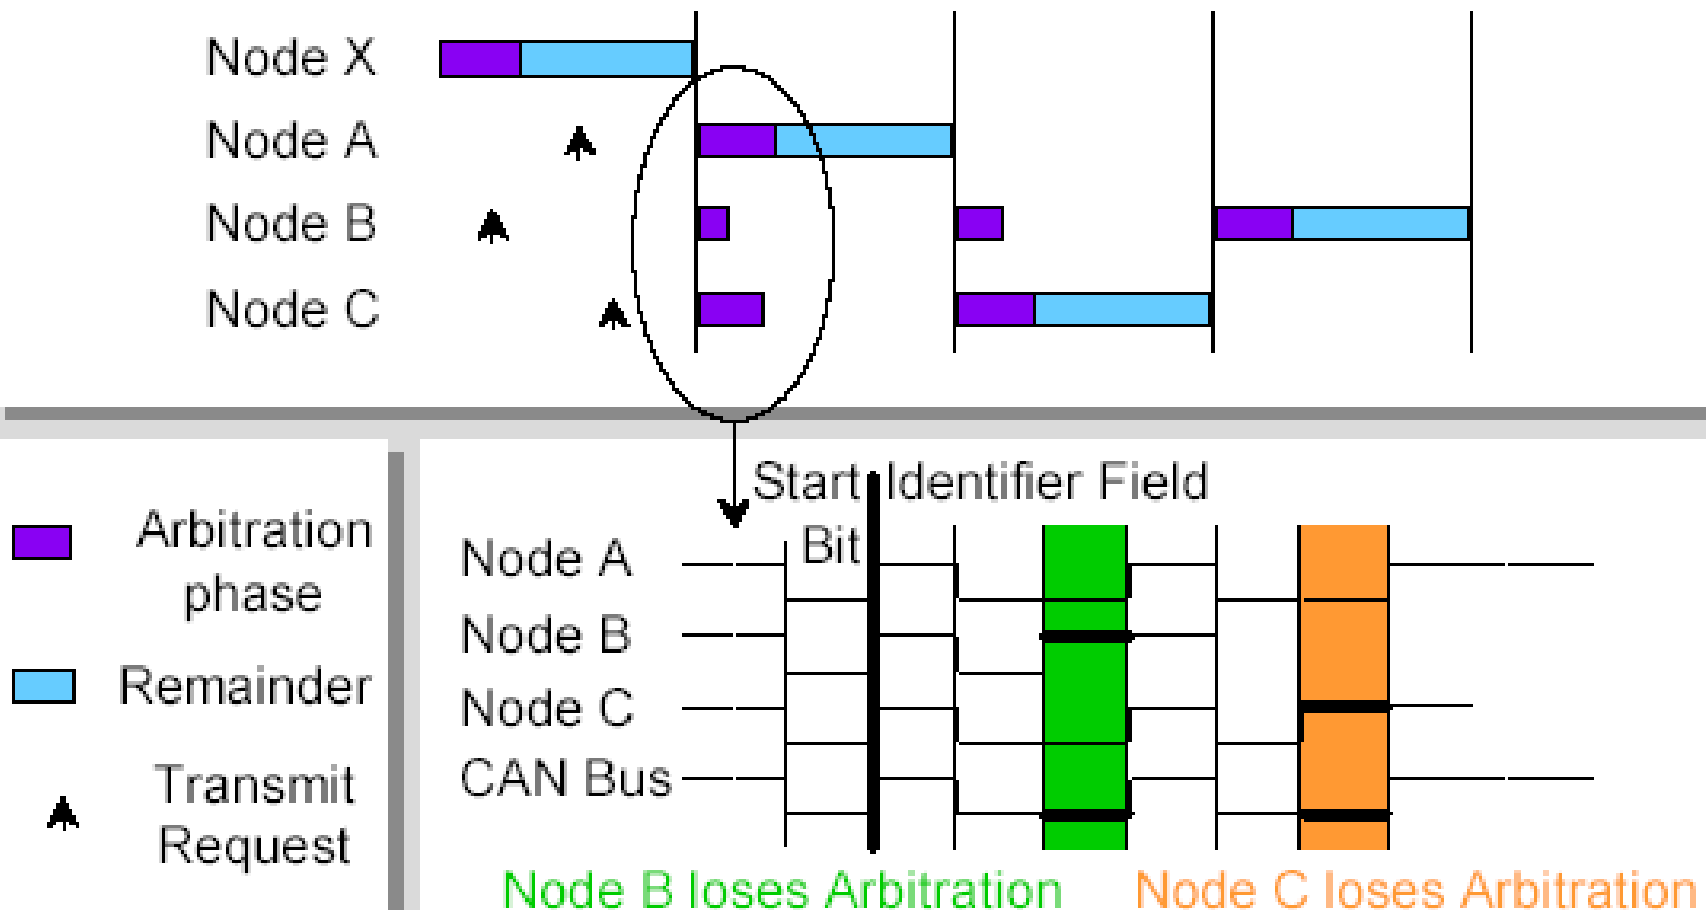 Node X
Node A
Node B
Node C
Arbitration
phase
Remainder
Transmit
Request
Start Identifier Field
Bit
Node A
Node B
Node C
CAN Bus
Node B loses Arbitration
Node C loses Arbitration